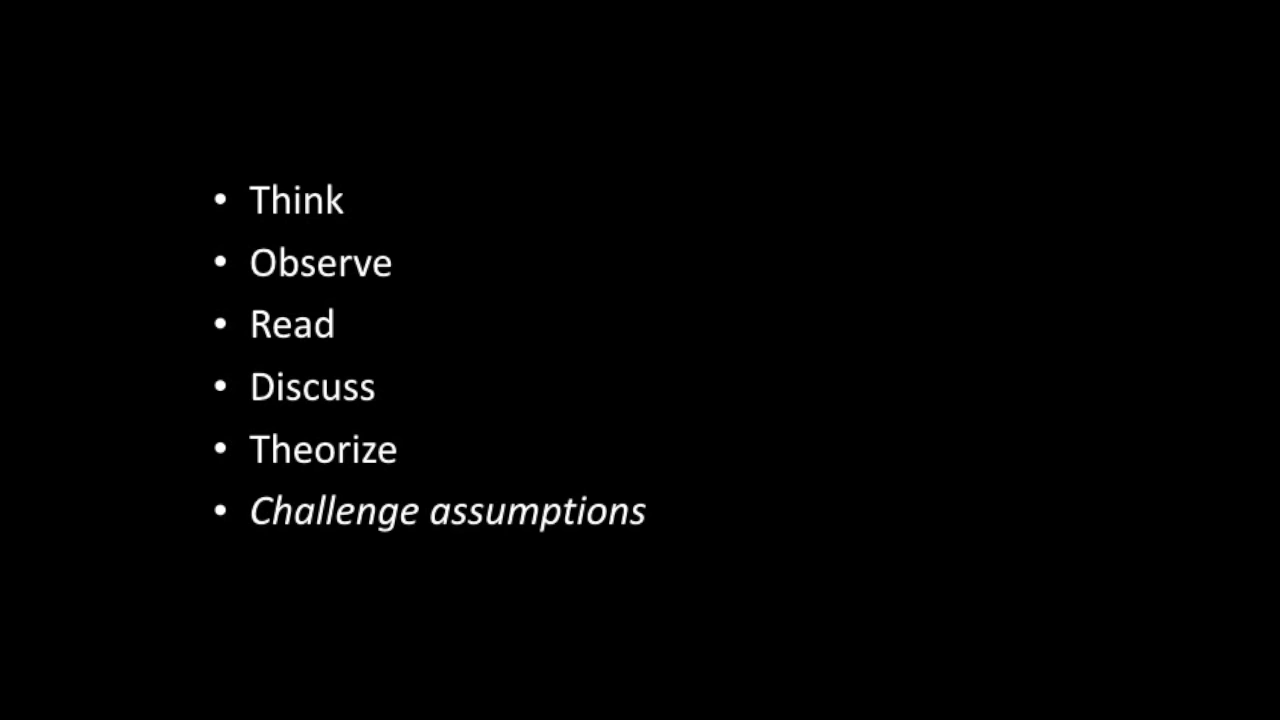 • Think
• Observe
• Read
• Discuss
• Theorize
• Challenge assumptions